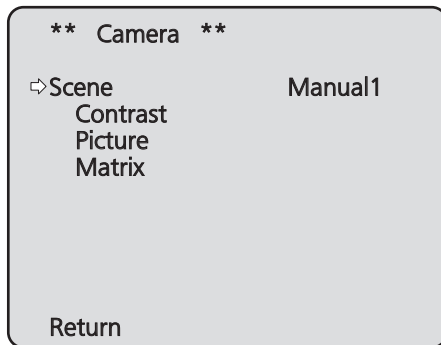 ** Camera **
⇨Scene Manual1
Contrast
Picture
Matrix
Return